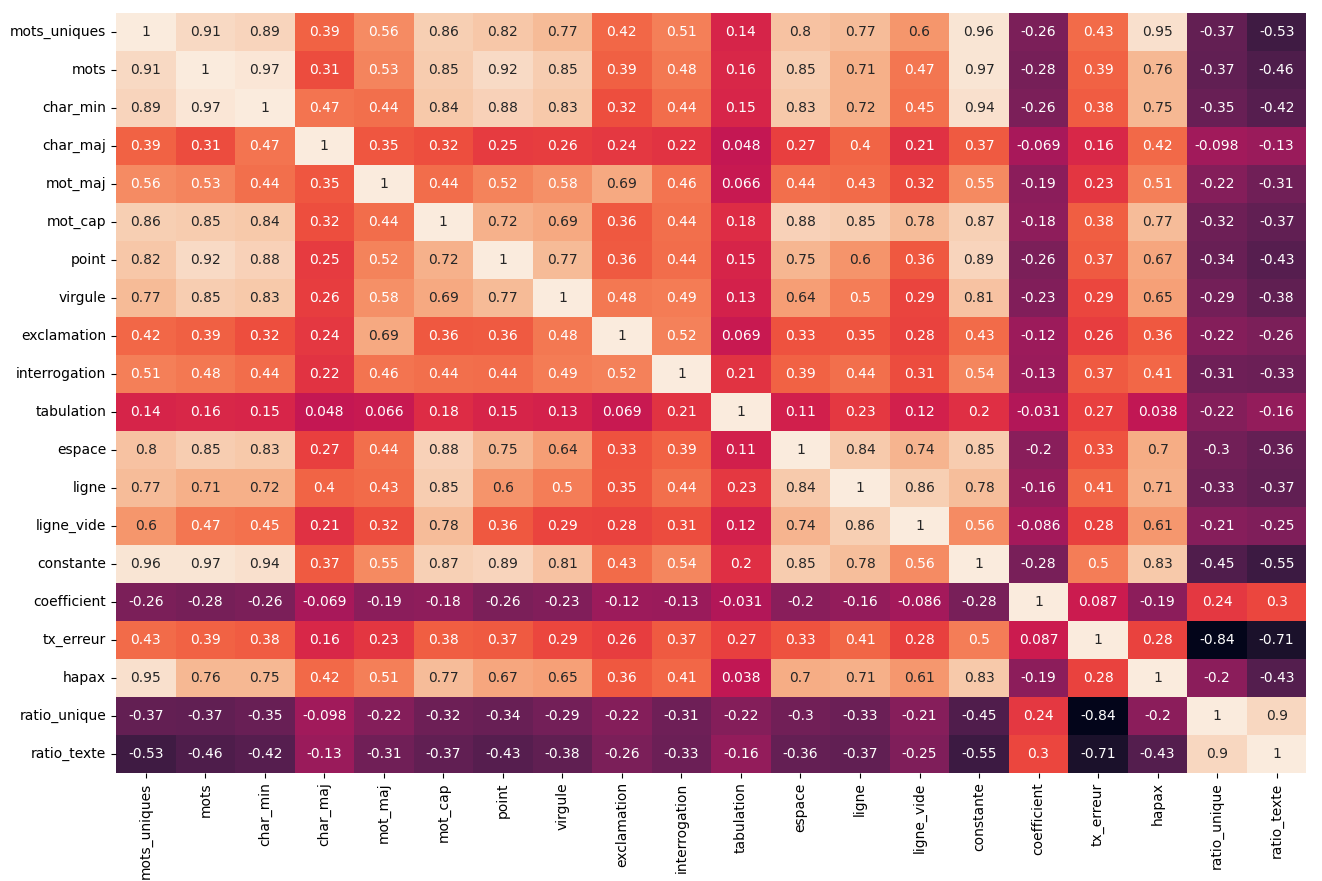 mots_uniques 1 0.91 0.89 0.39 0.56 0.86 0.82 0.77 0.42 0.51 0.14 0.8 0.77 0.6 0.96 -0.26 0.43 0.95 -0.37 -0.53
mots 0.91 1 0.97 0.31 0.53 0.85 0.92 0.85 0.39 0.48 0.16 0.85 0.71 0.47 0.97 -0.28 0.39 0.76 -0.37 -0.46
char_min 0.89 0.97 1 0.47 0.44 0.84 0.88 0.83 0.32 0.44 0.15 0.83 0.72 0.45 0.94 -0.26 0.38 0.75 -0.35 -0.42
char_maj 0.39 0.31 0.47 1 0.35 0.32 0.25 0.26 0.24 0.22 0.048 0.27 0.4 0.21 0.37 -0.069 0.16 0.42 -0.098 -0.13
mot_maj 0.56 0.53 0.44 0.35 1 0.44 0.52 0.58 0.69 0.46 0.066 0.44 0.43 0.32 0.55 -0.19 0.23 0.51 -0.22 -0.31
mot_cap 0.86 0.85 0.84 0.32 0.44 1 0.72 0.69 0.36 0.44 0.18 0.88 0.85 0.78 0.87 -0.18 0.38 0.77 -0.32 -0.37
point 0.82 0.92 0.88 0.25 0.52 0.72 1 0.77 0.36 0.44 0.15 0.75 0.6 0.36 0.89 -0.26 0.37 0.67 -0.34 -0.43
virgule 0.77 0.85 0.83 0.26 0.58 0.69 0.77 1 0.48 0.49 0.13 0.64 0.5 0.29 0.81 -0.23 0.29 0.65 -0.29 -0.38
exclamation 0.42 0.39 0.32 0.24 0.69 0.36 0.36 0.48 1 0.52 0.069 0.33 0.35 0.28 0.43 -0.12 0.26 0.36 -0.22 -0.26
interrogation 0.51 0.48 0.44 0.22 0.46 0.44 0.44 0.49 0.52 1 0.21 0.39 0.44 0.31 0.54 -0.13 0.37 0.41 -0.31 -0.33
tabulation 0.14 0.16 0.15 0.048 0.066 0.18 0.15 0.13 0.069 0.21 1 0.11 0.23 0.12 0.2 -0.031 0.27 0.038 -0.22 -0.16
espace 0.8 0.85 0.83 0.27 0.44 0.88 0.75 0.64 0.33 0.39 0.11 1 0.84 0.74 0.85 -0.2 0.33 0.7 -0.3 -0.36
ligne 0.77 0.71 0.72 0.4 0.43 0.85 0.6 0.5 0.35 0.44 0.23 0.84 1 0.86 0.78 -0.16 0.41 0.71 -0.33 -0.37
ligne_vide 0.6 0.47 0.45 0.21 0.32 0.78 0.36 0.29 0.28 0.31 0.12 0.74 0.86 1 0.56 -0.086 0.28 0.61 -0.21 -0.25
constante 0.96 0.97 0.94 0.37 0.55 0.87 0.89 0.81 0.43 0.54 0.2 0.85 0.78 0.56 1 -0.28 0.5 0.83 -0.45 -0.55
coefficient -0.26 -0.28 -0.26 -0.069 -0.19 -0.18 -0.26 -0.23 -0.12 -0.13 -0.031 -0.2 -0.16 -0.086 -0.28 1 0.087 -0.19 0.24 0.3
tx_erreur 0.43 0.39 0.38 0.16 0.23 0.38 0.37 0.29 0.26 0.37 0.27 0.33 0.41 0.28 0.5 0.087 1 0.28 -0.84 -0.71
hapax 0.95 0.76 0.75 0.42 0.51 0.77 0.67 0.65 0.36 0.41 0.038 0.7 0.71 0.61 0.83 -0.19 0.28 1 -0.2 -0.43
ratio_unique -0.37 -0.37 -0.35 -0.098 -0.22 -0.32 -0.34 -0.29 -0.22 -0.31 -0.22 -0.3 -0.33 -0.21 -0.45 0.24 -0.84 -0.2 1 0.9
ratio_texte -0.53 -0.46 -0.42 -0.13 -0.31 -0.37 -0.43 -0.38 -0.26 -0.33 -0.16 -0.36 -0.37 -0.25 -0.55 0.3 -0.71 -0.43 0.9 1
mots_uniques mots char_min char_maj mot_maj mot_cap point virgule exclamation interrogation tabulation espace ligne ligne_vide constante coefficient tx_erreur hapax ratio_unique ratio_texte